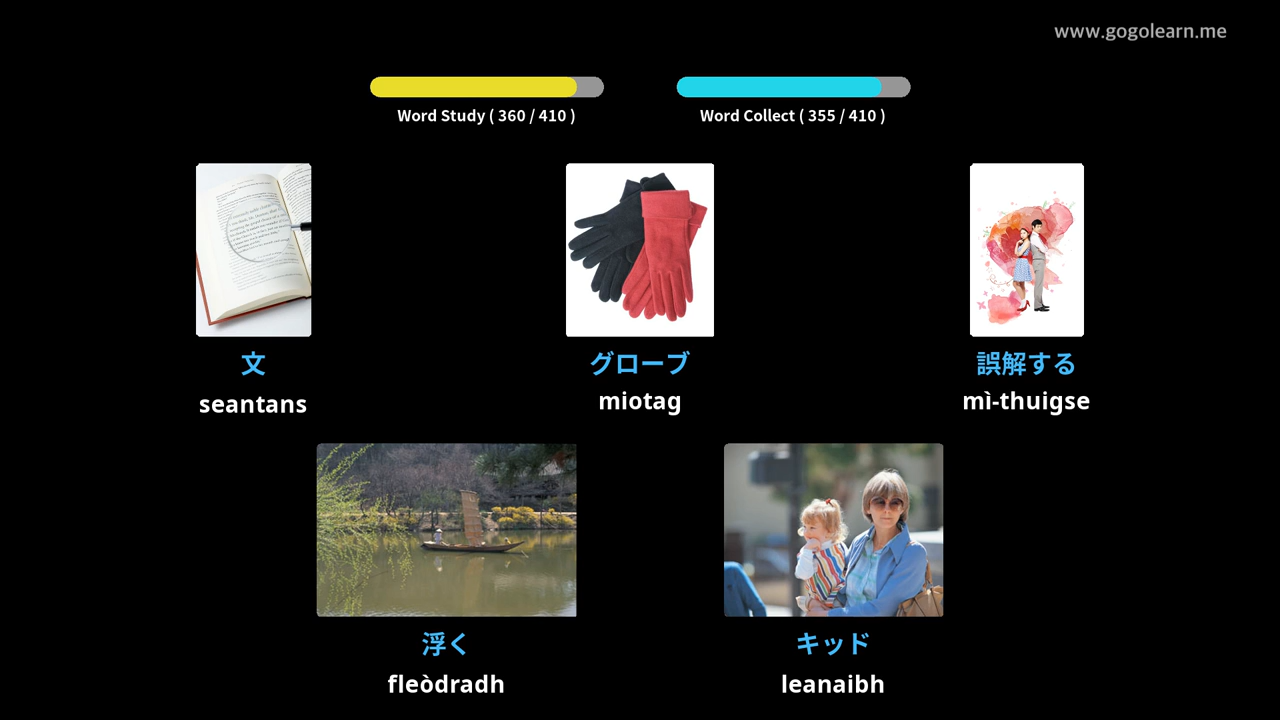 www.gogolearn.me
Word Study ( 360 / 410 )
Word Collect ( 355 / 410 )
文
グローブ
誤解する
seantans
miotag
mì-thuigse
浮く
キッド
fleòdradh
leanaibh